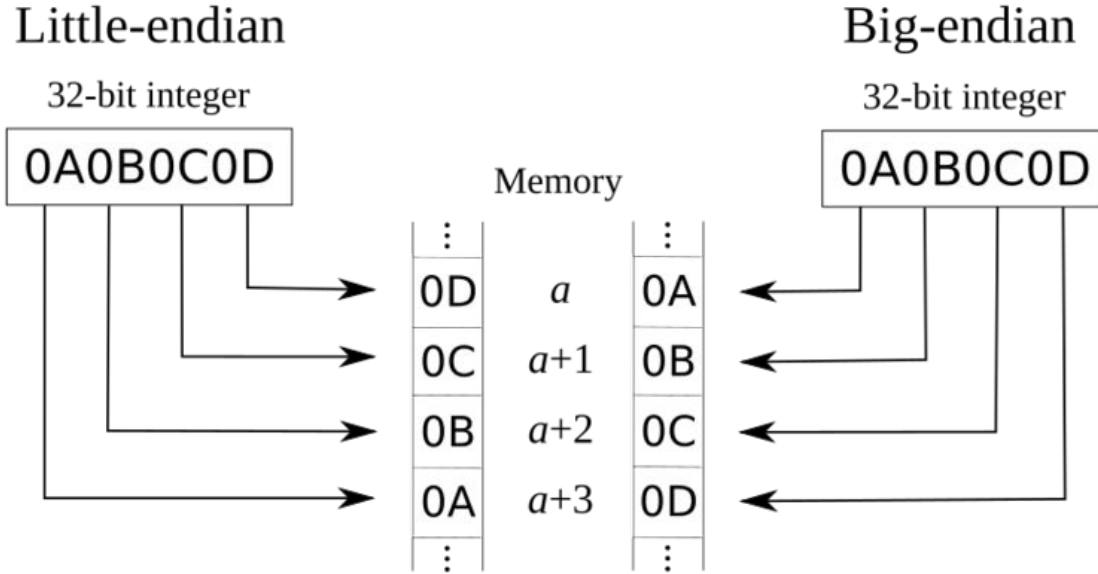 Little-endian
Big-endian
32-bit integer
32-bit integer
0A0B0C0D
0A0B0C0D
Memory
⋮ ⋮
0D a 0A
0C a+1 0B
0B a+2 0C
0A a+3 0D
⋮ ⋮